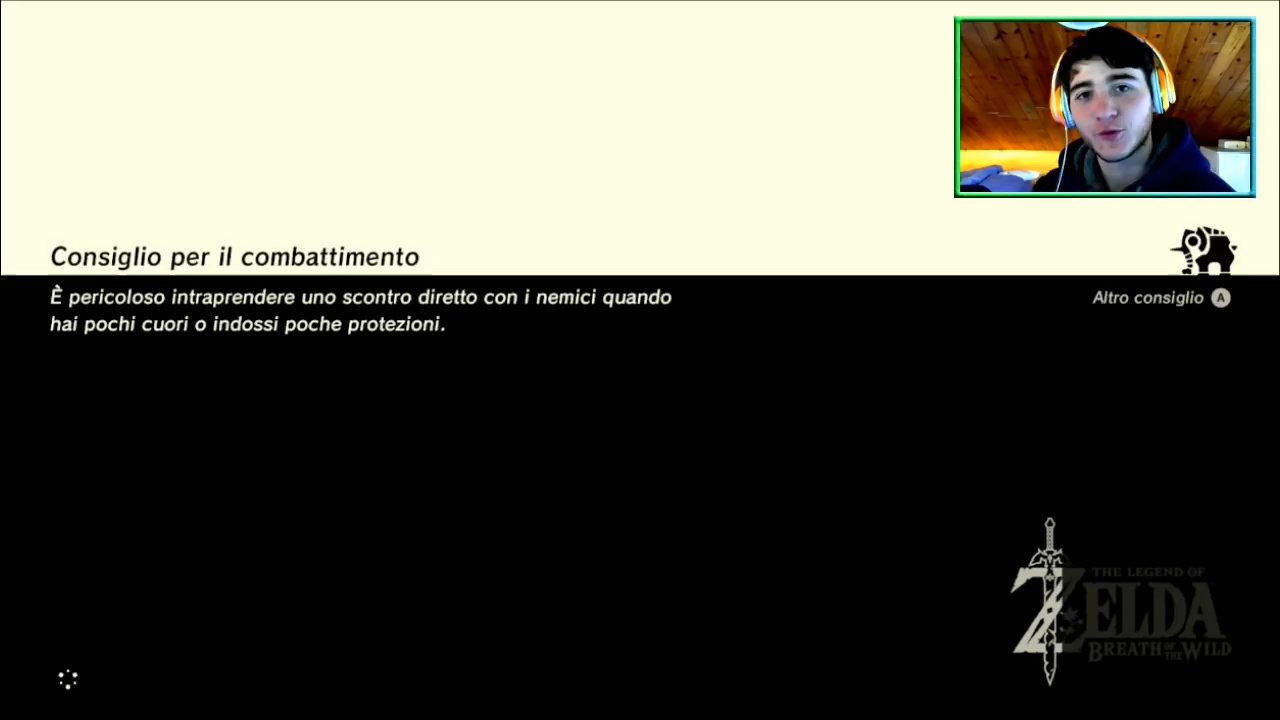 Consiglio per il combattimento
È pericoloso intraprendere uno scontro diretto con i nemici quando
hai pochi cuori o indossi poche protezioni.
Altro consiglio A
THE LEGEND OF
ZELDA
BREATH OF THE WILD